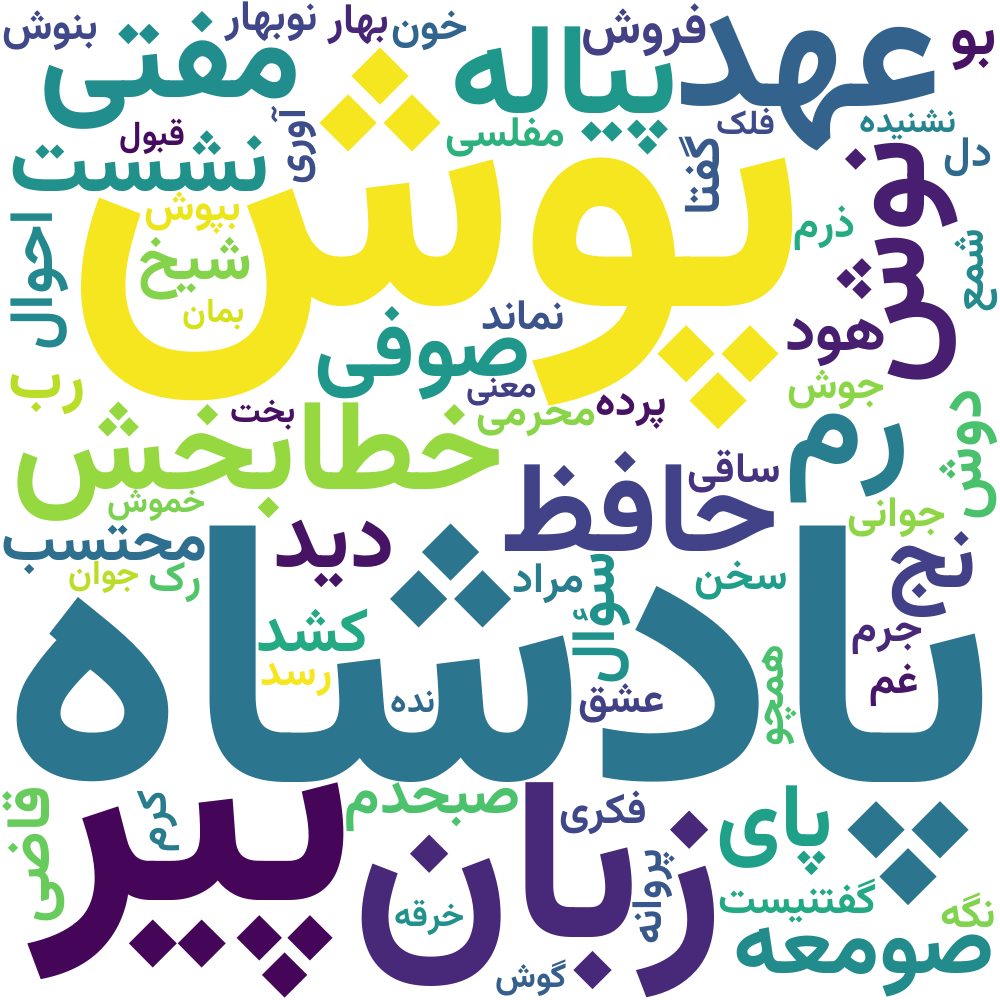 بنوش
نوبهار
بهار
خون
فروش
عهد
بو
مفتی
پیاله
قبول
آوری
مفلسی
فلک
نشنیده
نشست
پوش
گفتا
نوش
دل
بپوش
ذرم
احوال
شیخ
شمع
بمان
نماند
هود
صوفی
رب
معنی
جوش
بخت
محرمی
پرده
دوش
خطابخش
رم
ساقی
حافظ
خموش
جوانی
محتسب
دید
نج
جوان
رک
مراد
سؤال
سخن
پادشاه
کشد
جرم
رسد
غم
نده
عشق
همچو
پیر
صبحدم
زبان
فکری
پای
قاضی
کرم
پروانه
گفتنیست
خرقه
نگه
صومعه
گوش